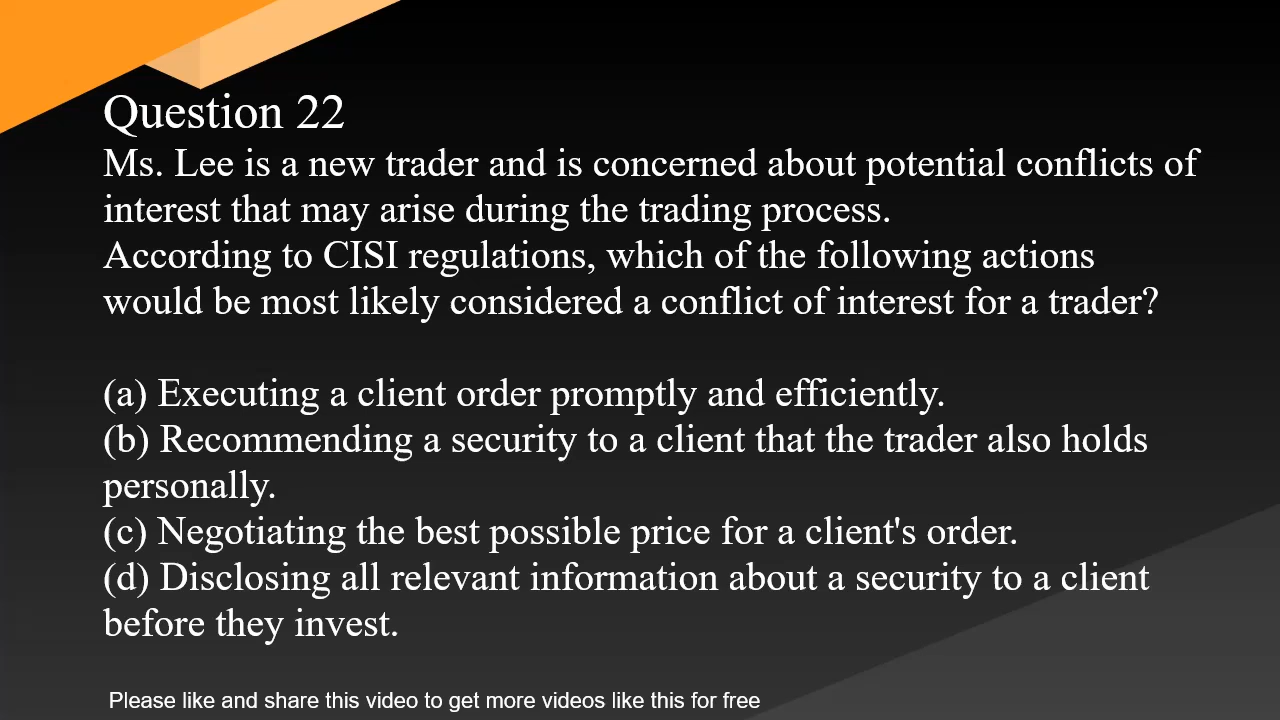 Question 22
Ms. Lee is a new trader and is concerned about potential conflicts of
interest that may arise during the trading process.
According to CISI regulations, which of the following actions
would be most likely considered a conflict of interest for a trader?
(a) Executing a client order promptly and efficiently.
(b) Recommending a security to a client that the trader also holds
personally.
(c) Negotiating the best possible price for a client's order.
(d) Disclosing all relevant information about a security to a client
before they invest.
Please like and share this video to get more videos like this for free